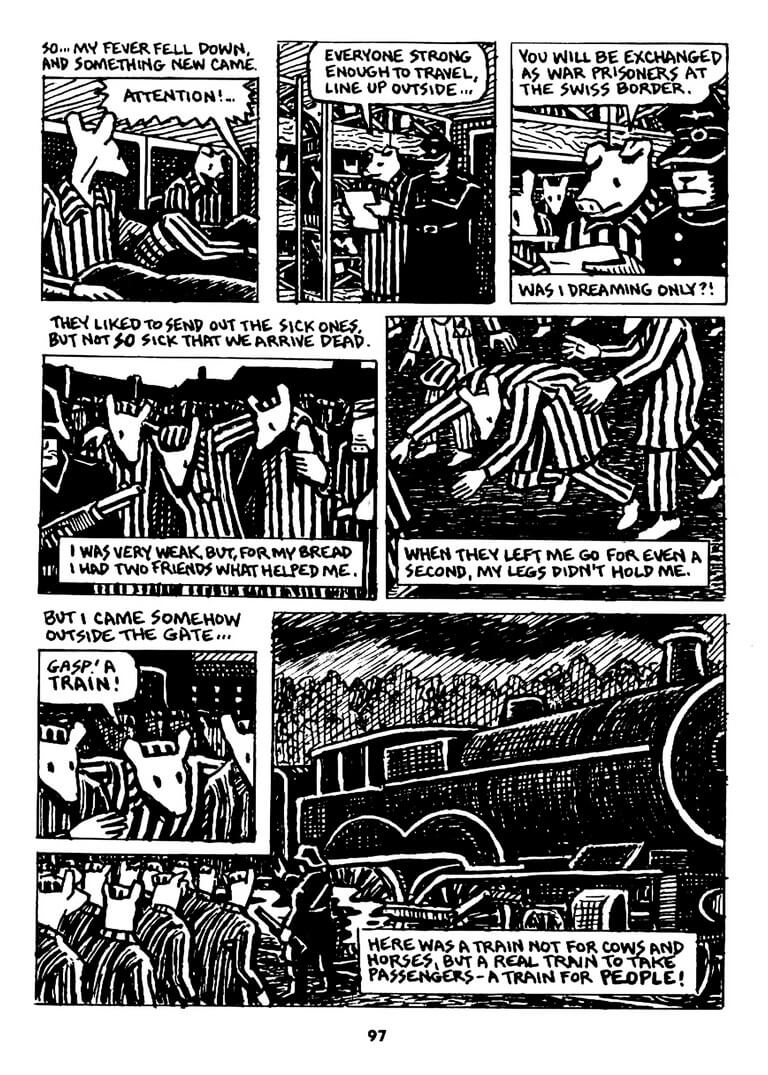 SO... MY FEVER FELL DOWN,
AND SOMETHING NEW CAME.
ATTENTION!...
EVERYONE STRONG
ENOUGH TO TRAVEL,
LINE UP OUTSIDE...
YOU WILL BE EXCHANGED
AS WAR PRISONERS AT
THE SWISS BORDER.
WAS I DREAMING ONLY?!
THEY LIKED TO SEND OUT THE SICK ONES,
BUT NOT SO SICK THAT WE ARRIVE DEAD.
I WAS VERY WEAK, BUT, FOR MY BREAD
I HAD TWO FRIENDS WHAT HELPED ME.
WHEN THEY LEFT ME GO FOR EVEN A
SECOND, MY LEGS DIDN'T HOLD ME.
BUT I CAME SOMEHOW
OUTSIDE THE GATE...
GASP! A
TRAIN!
HERE WAS A TRAIN NOT FOR COWS AND
HORSES, BUT A REAL TRAIN TO TAKE
PASSENGERS - A TRAIN FOR PEOPLE!
97